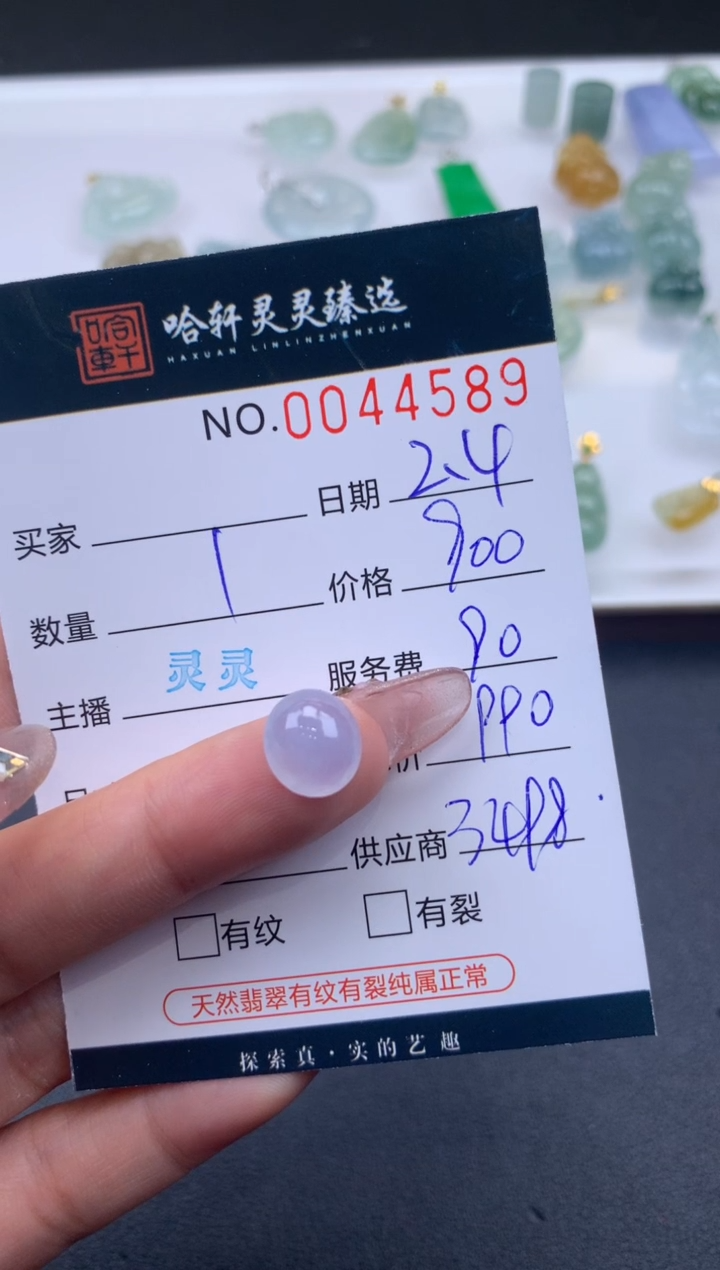 哈軒
哈轩灵灵臻选
HAXUAN LINLINZHENXUAN
NO.0044589
买家 日期 2.4
数量 1 价格 900
主播 灵灵 服务费 90
价 990
供应商
有纹 有裂
天然翡翠有纹有裂纯属正常
探索真·实的艺趣